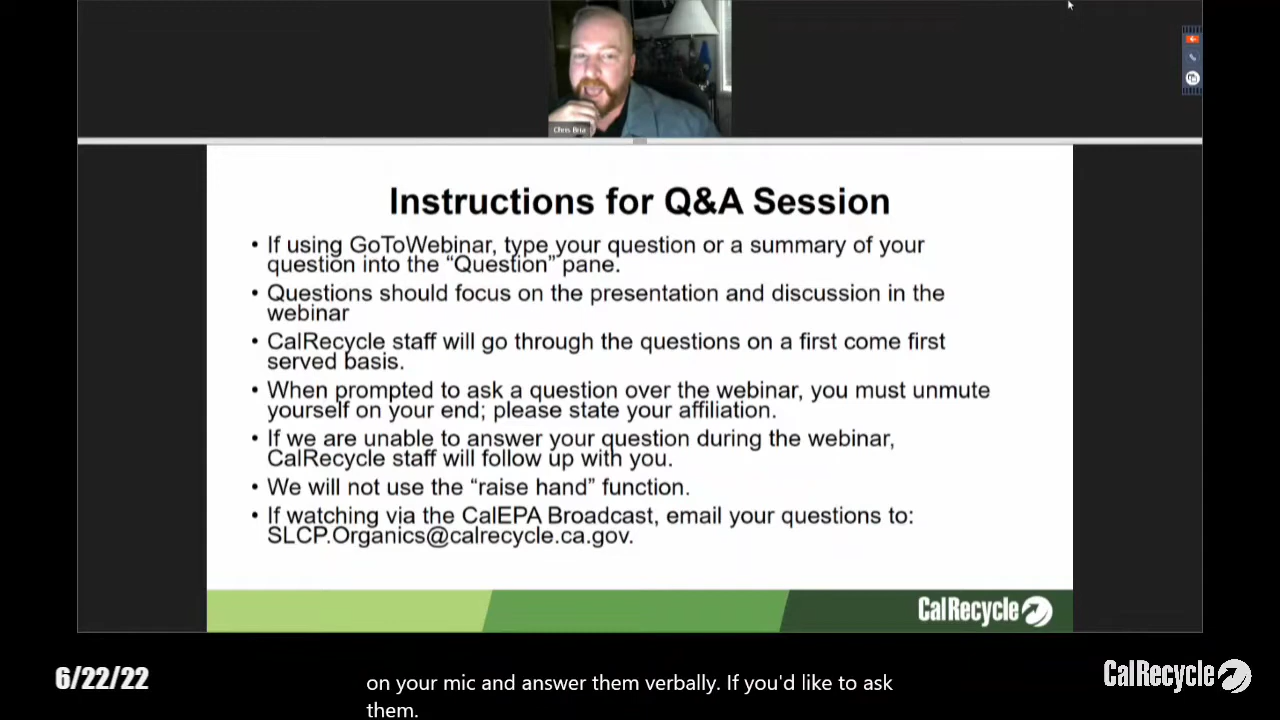 Chris Bria
Instructions for Q&A Session
• If using GoToWebinar, type your question or a summary of your
question into the “Question” pane.
• Questions should focus on the presentation and discussion in the
webinar
• CalRecycle staff will go through the questions on a first come first
served basis.
• When prompted to ask a question over the webinar, you must unmute
yourself on your end; please state your affiliation.
• If we are unable to answer your question during the webinar,
CalRecycle staff will follow up with you.
• We will not use the “raise hand” function.
• If watching via the CalEPA Broadcast, email your questions to:
SLCP.Organics@calrecycle.ca.gov.
CalRecycle
6/22/22
on your mic and answer them verbally. If you'd like to ask
them.
CalRecycle